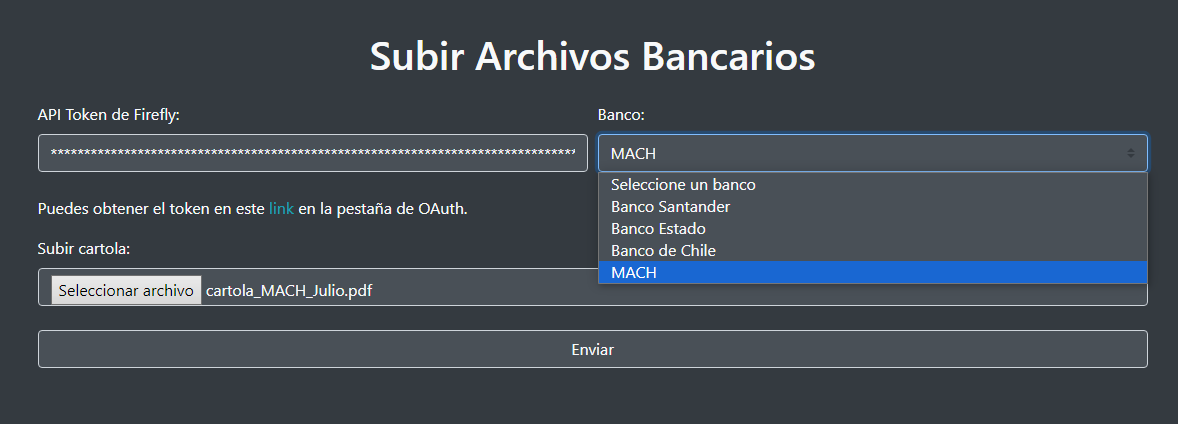 Subir Archivos Bancarios
API Token de Firefly:
*******************************************************************************
Banco:
MACH
Seleccione un banco
Banco Santander
Banco Estado
Banco de Chile
MACH
Puedes obtener el token en este link en la pestaña de OAuth.
Subir cartola:
Seleccionar archivo cartola_MACH_Julio.pdf
Enviar